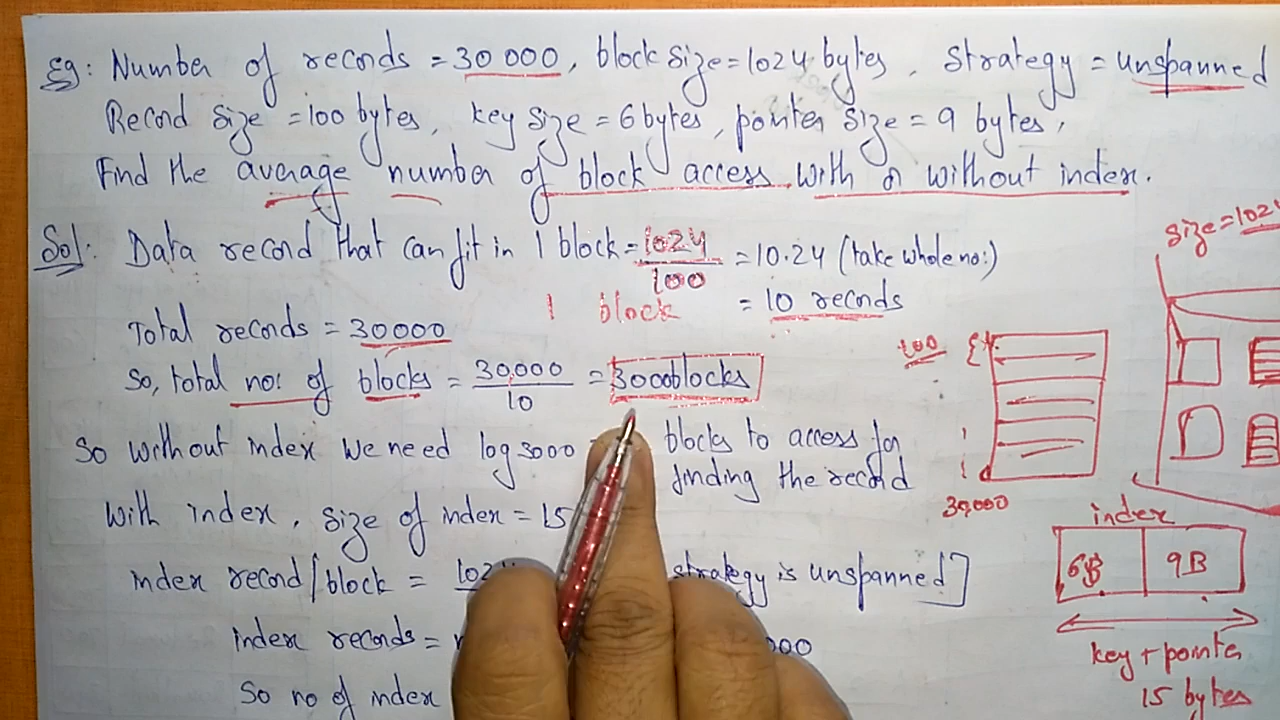 Eg: Number of records = 30 000, block size = 1024 bytes, Strategy = unspanned
Record size = 100 bytes, key size = 6 bytes, pointer size = 9 bytes,
Find the average number of block access with & without index.
Sol: Data record that can fit in 1 block = 1024/100 = 10.24 (take whole no:)
1 block = 10 records
Total records = 30000
So, total no: of blocks = 30,000/10 = 3000 blocks
So without index we need log 3000 blocks to access for
finding the record
With index, size of index = 15
index record/block = 102 strategy is unspanned]
index records = 000
So no of index
size = 1024
100
30,000
index
6B 9B
key + pointer
15 bytes